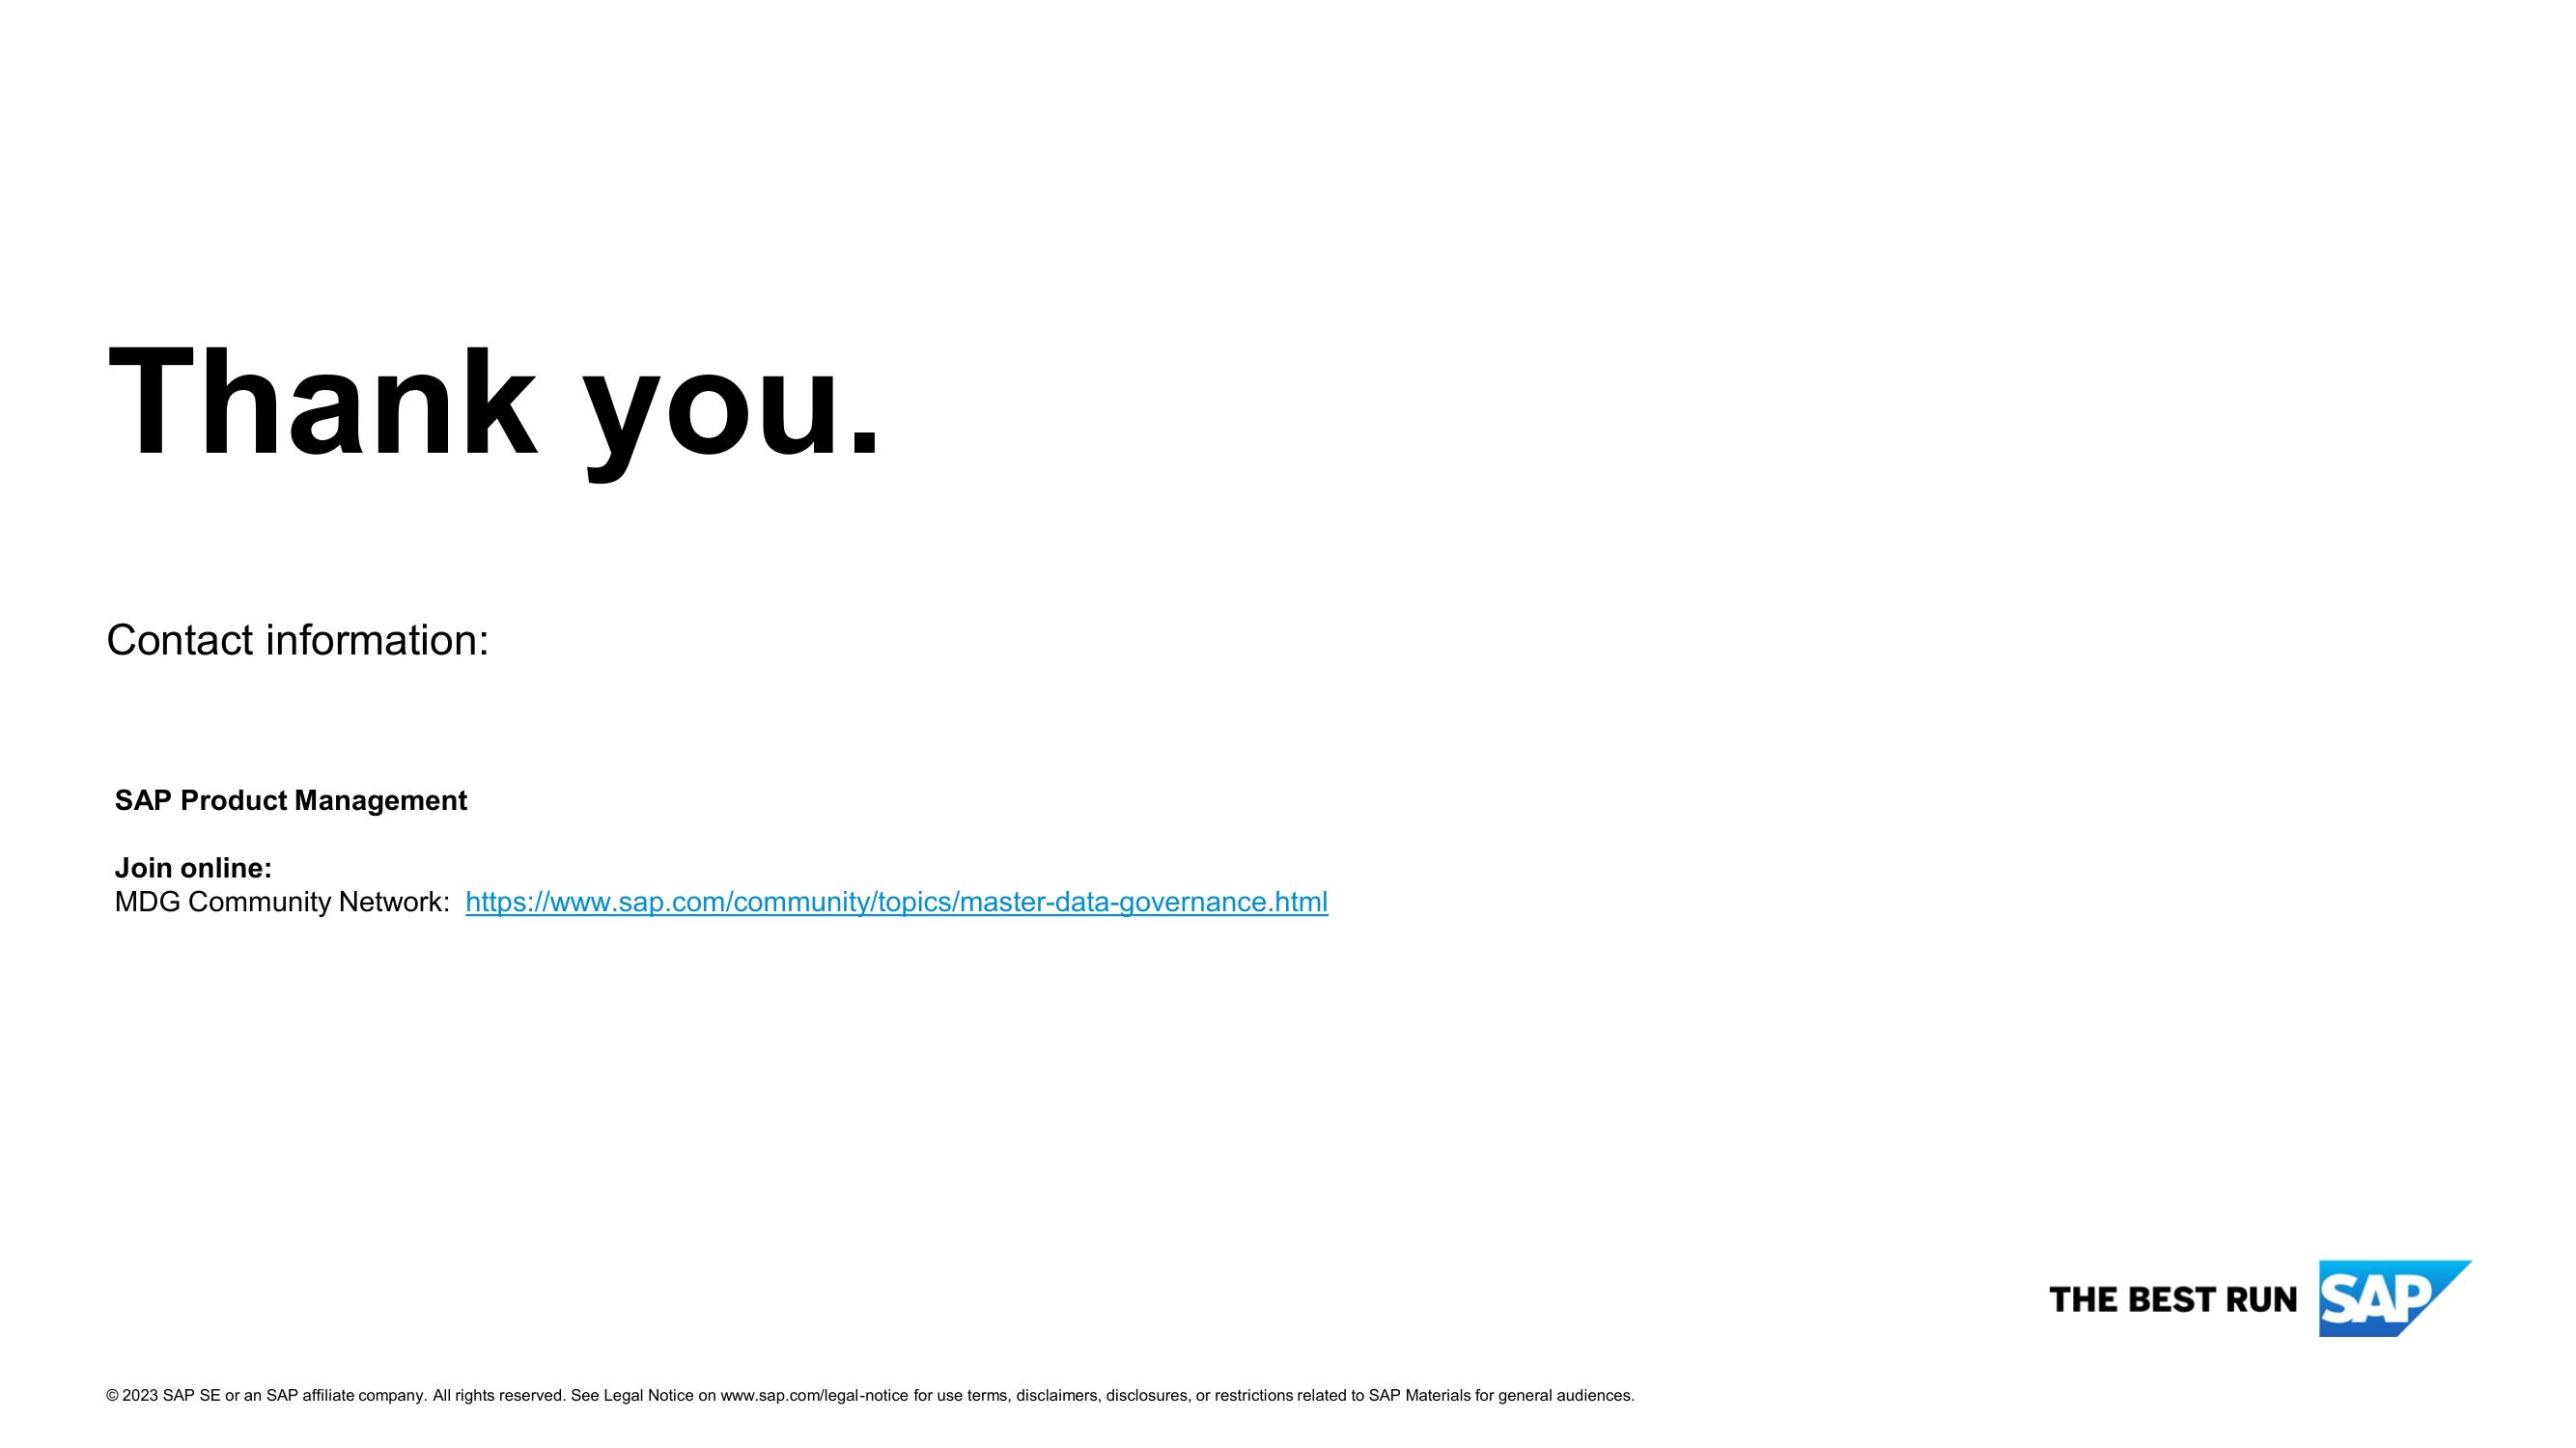 Thank you.
Contact information:
SAP Product Management
Join online:
MDG Community Network: https://www.sap.com/community/topics/master-data-governance.html
THE BEST RUN SAP
© 2023 SAP SE or an SAP affiliate company. All rights reserved. See Legal Notice on www.sap.com/legal-notice for use terms, disclaimers, disclosures, or restrictions related to SAP Materials for general audiences.